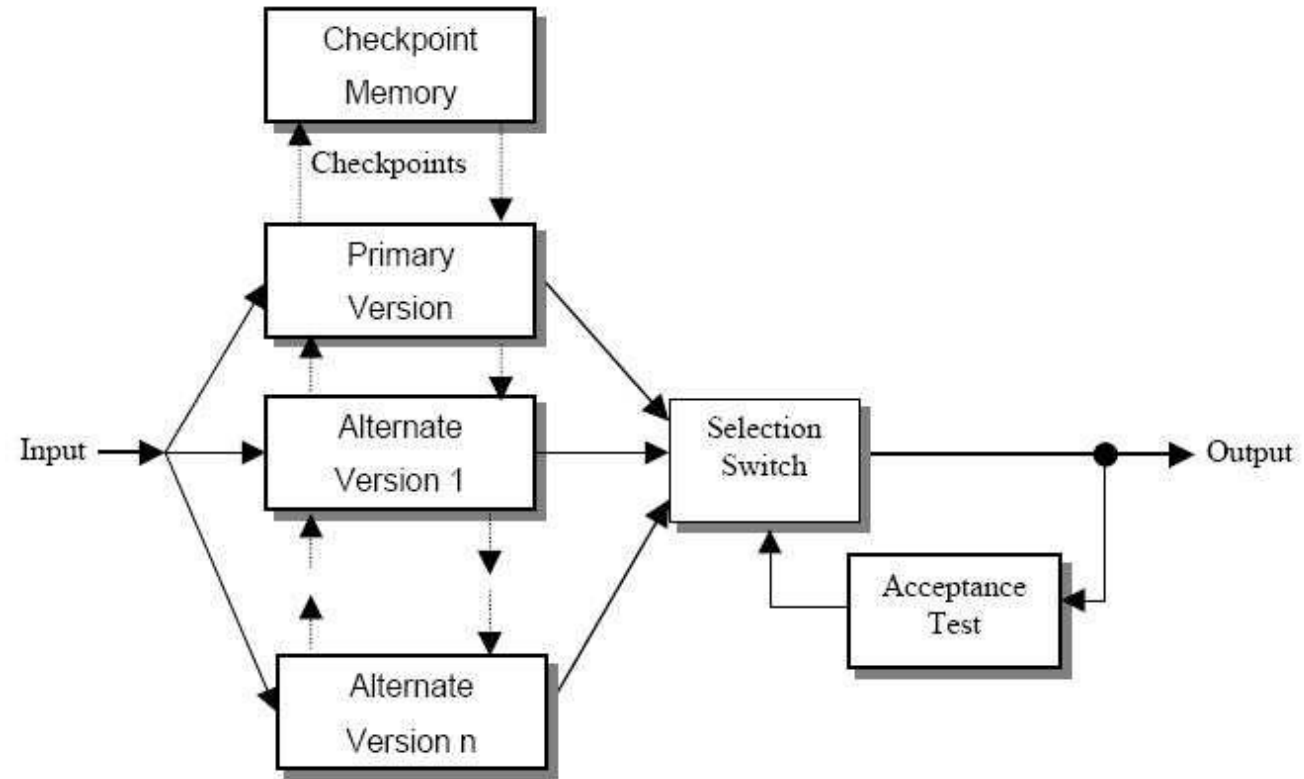 Checkpoint
Memory
Checkpoints
Primary
Version
Input
Alternate
Version 1
Selection
Switch
Output
Acceptance
Test
Alternate
Version n